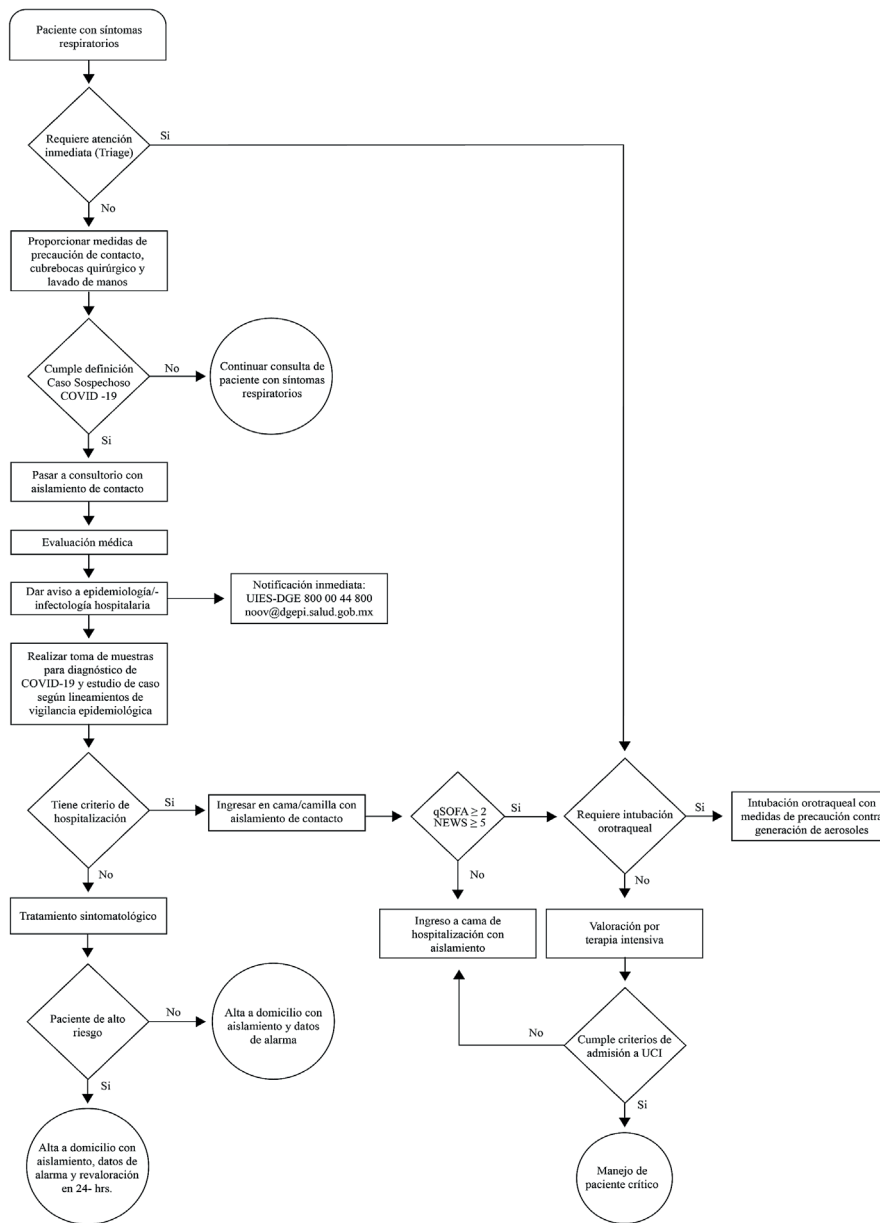 Paciente con síntomas
respiratorios
Requiere atención
inmediata (Triage)
Si
No
Proporcionar medidas de
precaución de contacto,
cubrebocas quirúrgico y
lavado de manos
Cumple definición
Caso Sospechoso
COVID -19
No
Continuar consulta de
paciente con síntomas
respiratorios
Si
Pasar a consultorio con
aislamiento de contacto
Evaluación médica
Dar aviso a epidemiología/-
infectología hospitalaria
Notificación inmediata:
UIES-DGE 800 00 44 800
noov@dgepi.salud.gob.mx
Realizar toma de muestras
para diagnóstico de
COVID-19 y estudio de caso
según lineamientos de
vigilancia epidemiológica
Tiene criterio de
hospitalización
Si
Ingresar en cama/camilla con
aislamiento de contacto
qSOFA ≥ 2
NEWS ≥ 5
Si
Requiere intubación
orotraqueal
Si
Intubación orotraqueal con
medidas de precaución contra
generación de aerosoles
No
No
No
Tratamiento sintomatológico
Ingreso a cama de
hospitalización con
aislamiento
Valoración por
terapia intensiva
Paciente de alto
riesgo
No
Alta a domicilio con
aislamiento y datos
de alarma
No
Cumple criterios de
admisión a UCI
Si
Si
Alta a domicilio con
aislamiento, datos de
alarma y revaloración
en 24- hrs.
Manejo de
paciente crítico